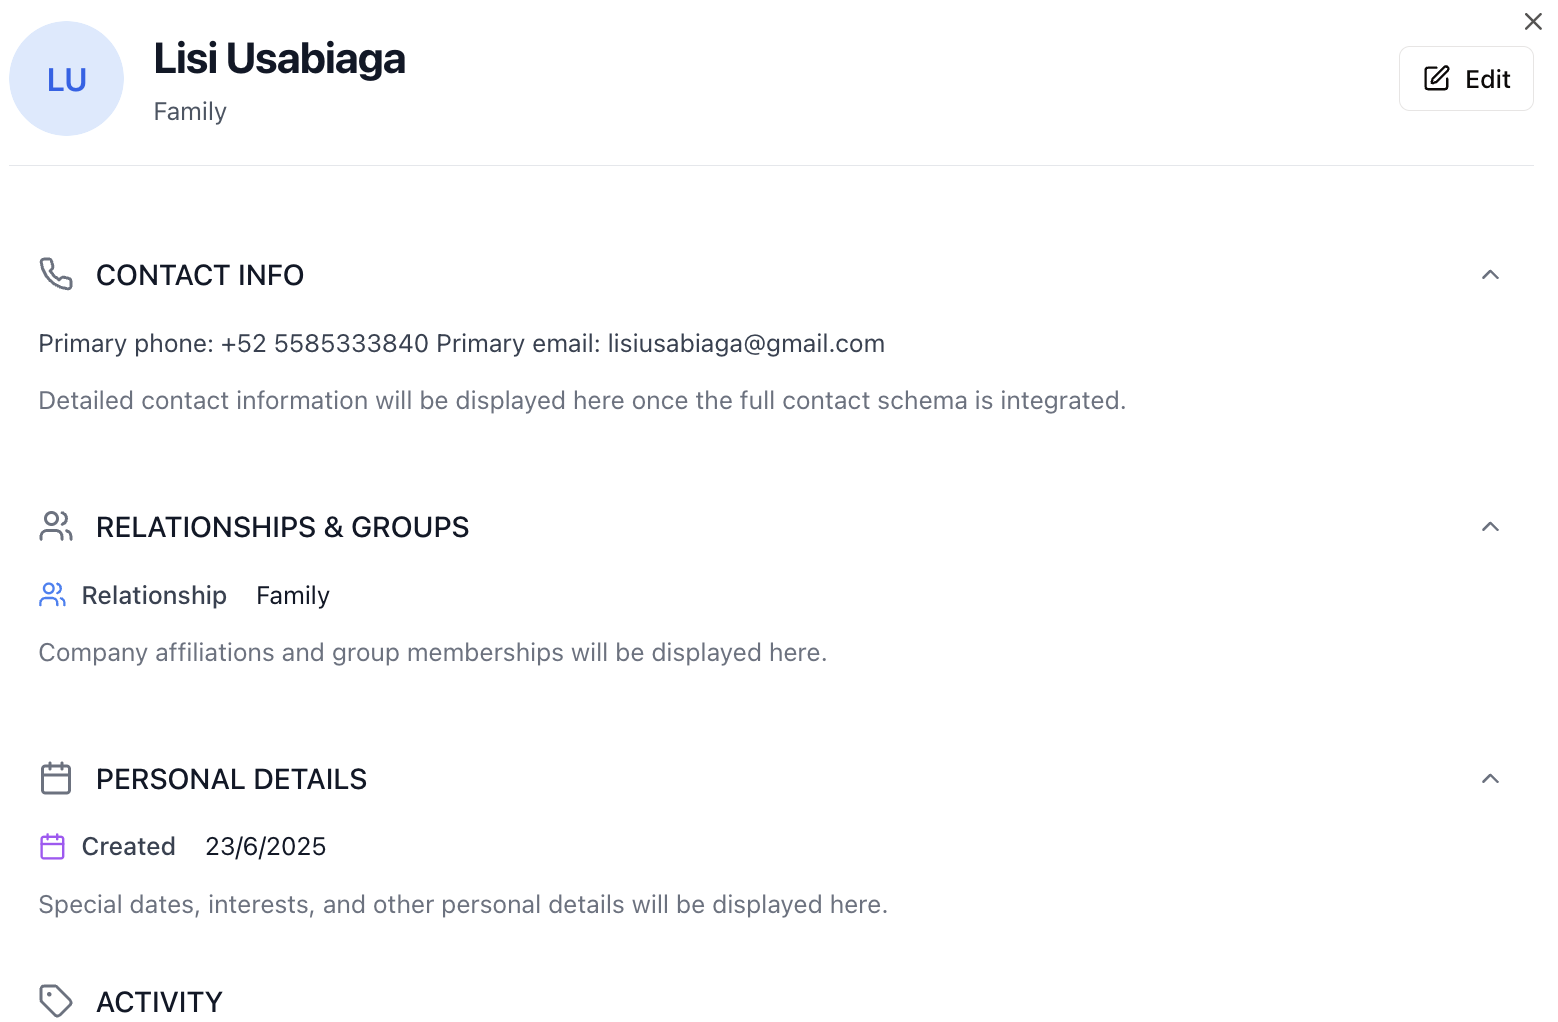 LU
Lisi Usabiaga
Family
Edit
CONTACT INFO
Primary phone: +52 5585333840 Primary email: lisiusabiaga@gmail.com
Detailed contact information will be displayed here once the full contact schema is integrated.
RELATIONSHIPS & GROUPS
Relationship Family
Company affiliations and group memberships will be displayed here.
PERSONAL DETAILS
Created 23/6/2025
Special dates, interests, and other personal details will be displayed here.
ACTIVITY